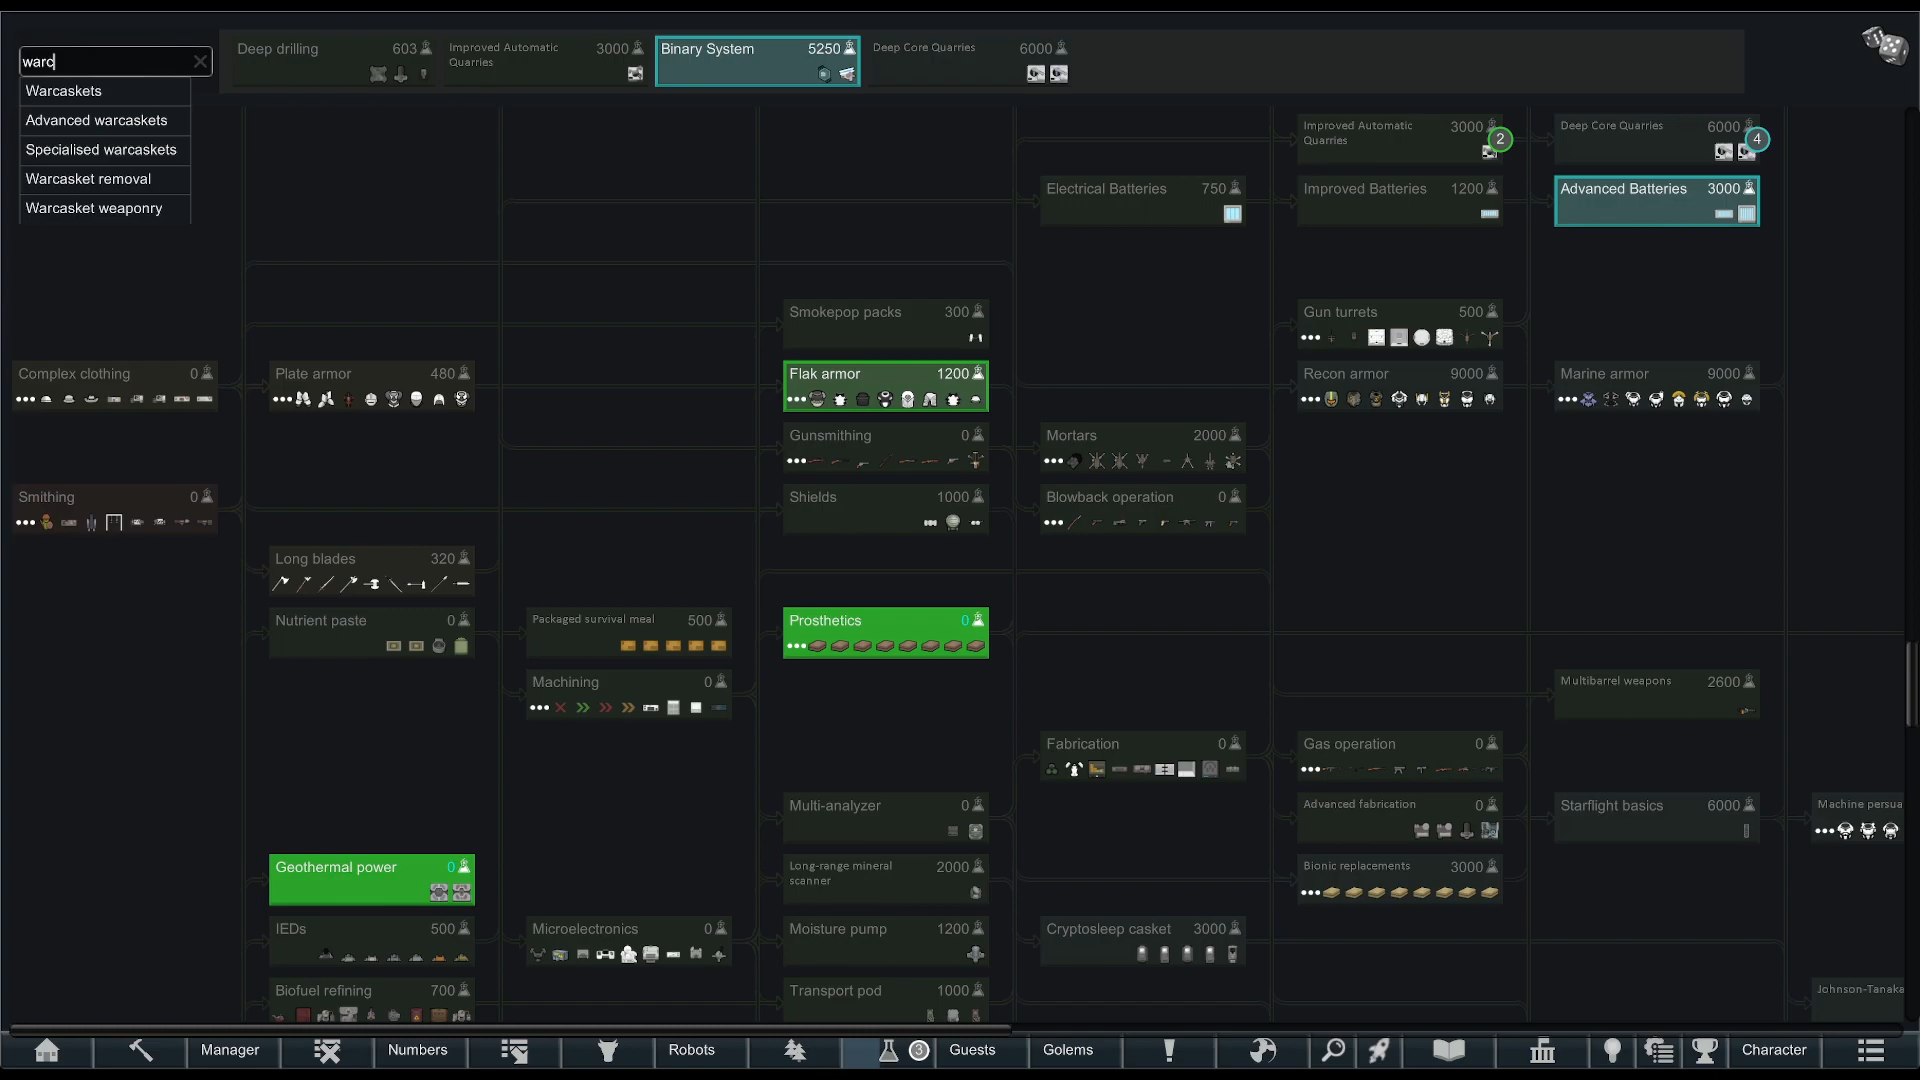 warc
Warcaskets
Advanced warcaskets
Specialised warcaskets
Warcasket removal
Warcasket weaponry
Deep drilling 603
Improved Automatic Quarries 3000
Binary System 5250
Deep Core Quarries 6000
Improved Automatic Quarries 3000
2
Deep Core Quarries 6000
4
Electrical Batteries 750
Improved Batteries 1200
Advanced Batteries 3000
Smokepop packs 300
Gun turrets 500
Complex clothing 0
Plate armor 480
Flak armor 1200
Recon armor 9000
Marine armor 9000
Gunsmithing 0
Mortars 2000
Smithing 0
Shields 1000
Blowback operation 0
Long blades 320
Nutrient paste 0
Packaged survival meal 500
Prosthetics 0
Machining 0
Multibarrel weapons 2600
Fabrication 0
Gas operation 0
Multi-analyzer 0
Advanced fabrication 0
Starflight basics 6000
Machine persua
Geothermal power 0
Long-range mineral scanner 2000
Bionic replacements 3000
IEDs 500
Microelectronics 0
Moisture pump 1200
Cryptosleep casket 3000
Biofuel refining 700
Transport pod 1000
Johnson-Tanaka
Manager
Numbers
Robots
3
Guests
Golems
Character